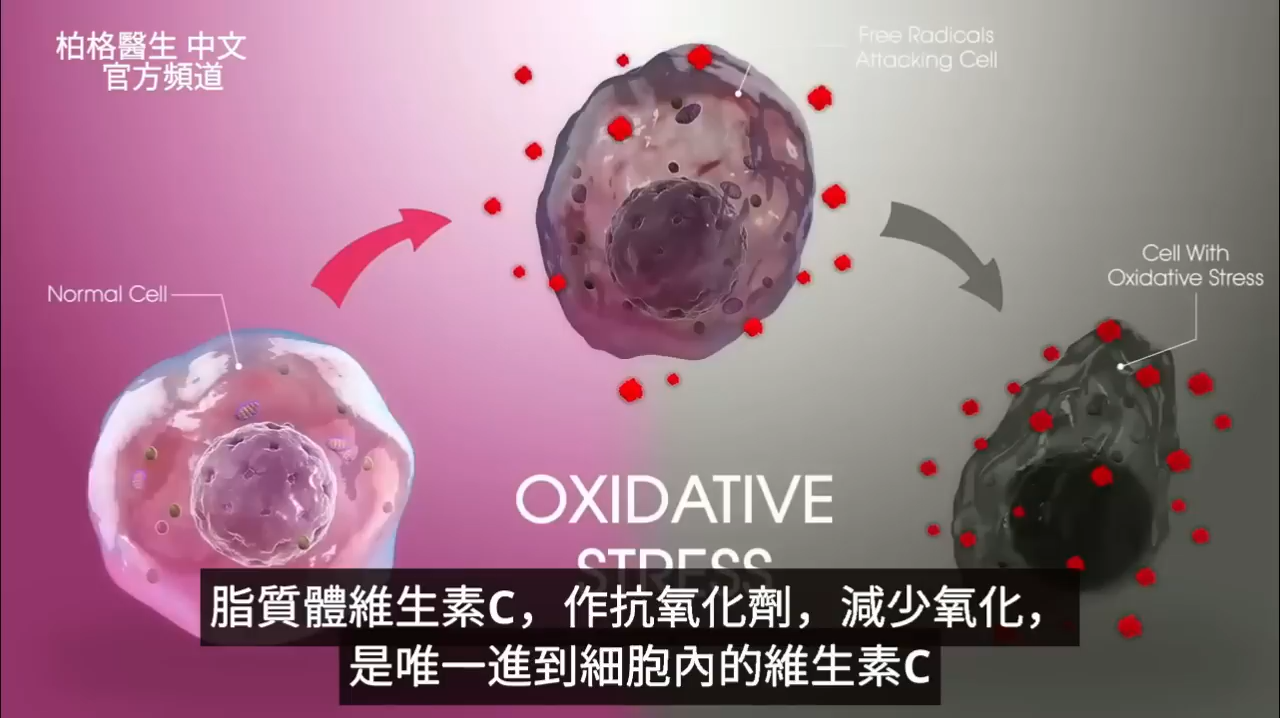 柏格醫生 中文
官方頻道
Free Radicals
Attacking Cell
Normal Cell
Cell With
Oxidative Stress
OXIDATIVE
STRESS
脂質體維生素C，作抗氧化劑，減少氧化，
是唯一進到細胞內的維生素C